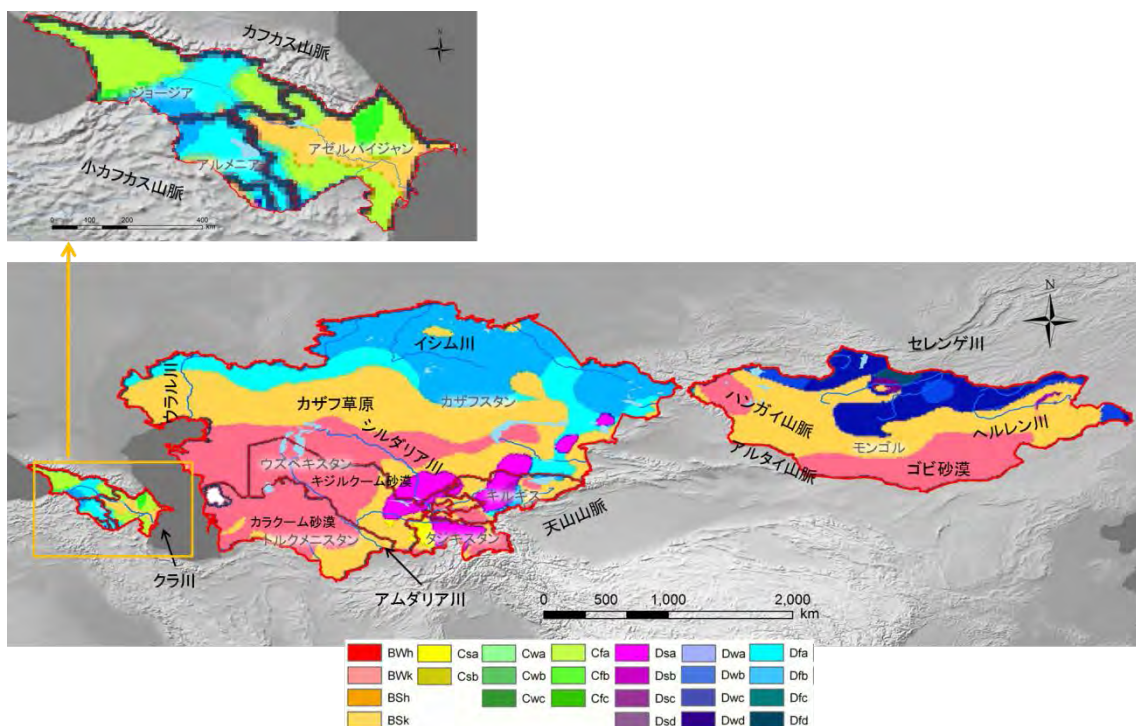 カフカス山脈
N
ジョージア
アゼルバイジャン
アルメニア
小カフカス山脈
0 100 200 400
km
N
セレンゲ川
イシム川
ウラル川
カザフ草原
カザフスタン
ハンガイ山脈
シルダリア川
ヘルレン川
モンゴル
アルタイ山脈
ウズベキスタン
ゴビ砂漠
キジルクーム砂漠
キルギス
カラクーム砂漠
天山山脈
トルクメニスタン
タジキスタン
クラ川
アムダリア川
0 500 1,000 2,000
km
BWh Csa Cwa Cfa Dsa Dwa Dfa
BWk Csb Cwb Cfb Dsb Dwb Dfb
BSh Cwc Cfc Dsc Dwc Dfc
BSk Dsd Dwd Dfd